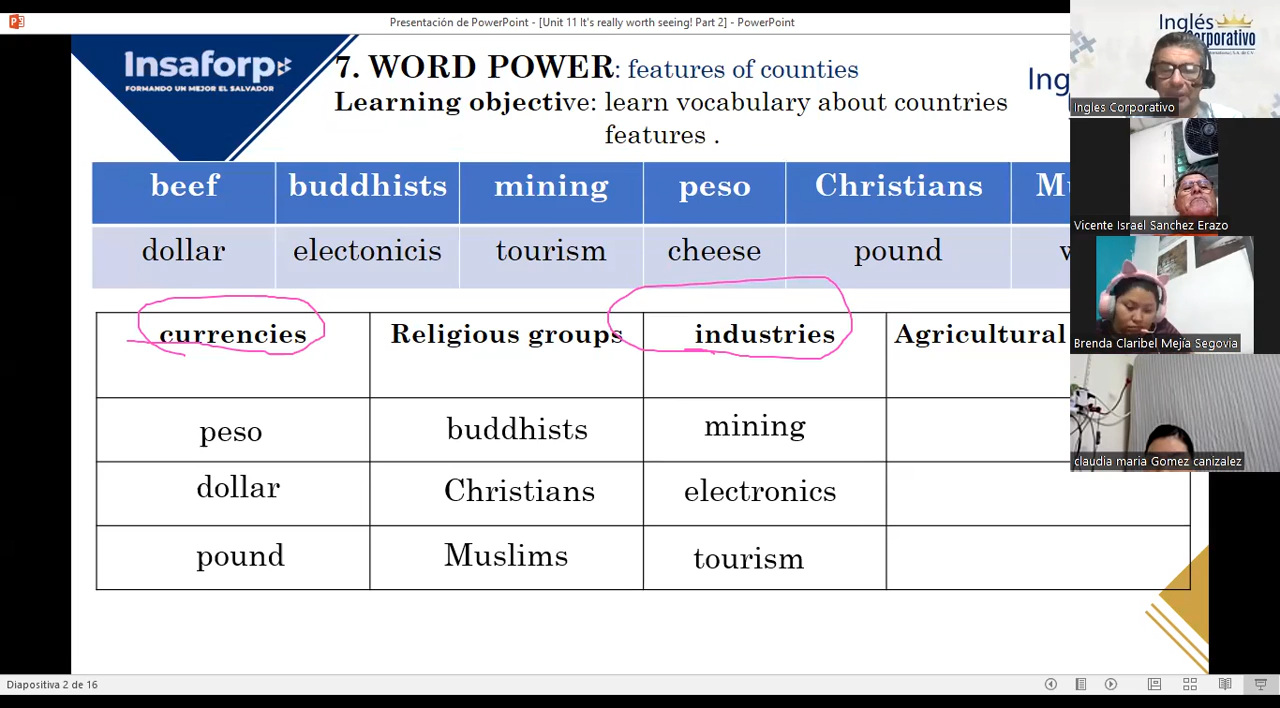 Presentación de PowerPoint - [Unit 11 It's really worth seeing! Part 2] - PowerPoint
Insaforp
FORMANDO UN MEJOR EL SALVADOR
7. WORD POWER: features of counties
Learning objective: learn vocabulary about countries
features .
Inglés
Corporativo
Ingles Corporativo
beef buddhists mining peso Christians
dollar electonicis tourism cheese pound
Vicente Israel Sanchez Erazo
currencies Religious groups industries Agricultural
Brenda Claribel Mejía Segovia
peso buddhists mining
claudia maria Gomez canizalez
dollar Christians electronics
pound Muslims tourism
Diapositiva 2 de 16